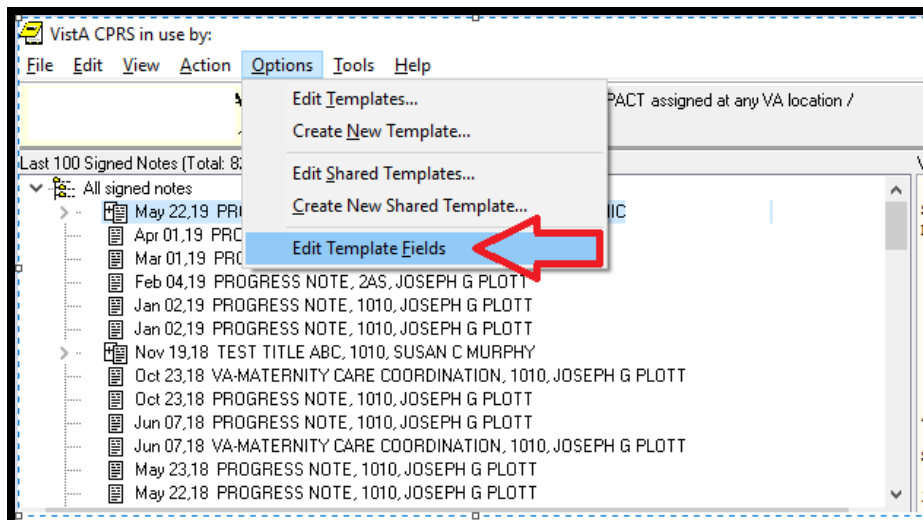 VistA CPRS in use by:
File Edit View Action Options Tools Help
Edit Templates...
PACT assigned at any VA location /
Create New Template...
Last 100 Signed Notes (Total: 82
Edit Shared Templates...
All signed notes
Create New Shared Template...
May 22,19 PRO
IC
Apr 01,19 PRO
Edit Template Fields
Mar 01,19 PRO
Feb 04,19 PROGRESS NOTE, 2AS, JOSEPH G PLOTT
Jan 02,19 PROGRESS NOTE, 1010, JOSEPH G PLOTT
Jan 02,19 PROGRESS NOTE, 1010, JOSEPH G PLOTT
Nov 19,18 TEST TITLE ABC, 1010, SUSAN C MURPHY
Oct 23,18 VA-MATERNITY CARE COORDINATION, 1010, JOSEPH G PLOTT
Oct 23,18 PROGRESS NOTE, 1010, JOSEPH G PLOTT
Jun 07,18 PROGRESS NOTE, 1010, JOSEPH G PLOTT
Jun 07,18 VA-MATERNITY CARE COORDINATION, 1010, JOSEPH G PLOTT
May 23,18 PROGRESS NOTE, 1010, JOSEPH G PLOTT
May 22,18 PROGRESS NOTE, 1010, JOSEPH G PLOTT